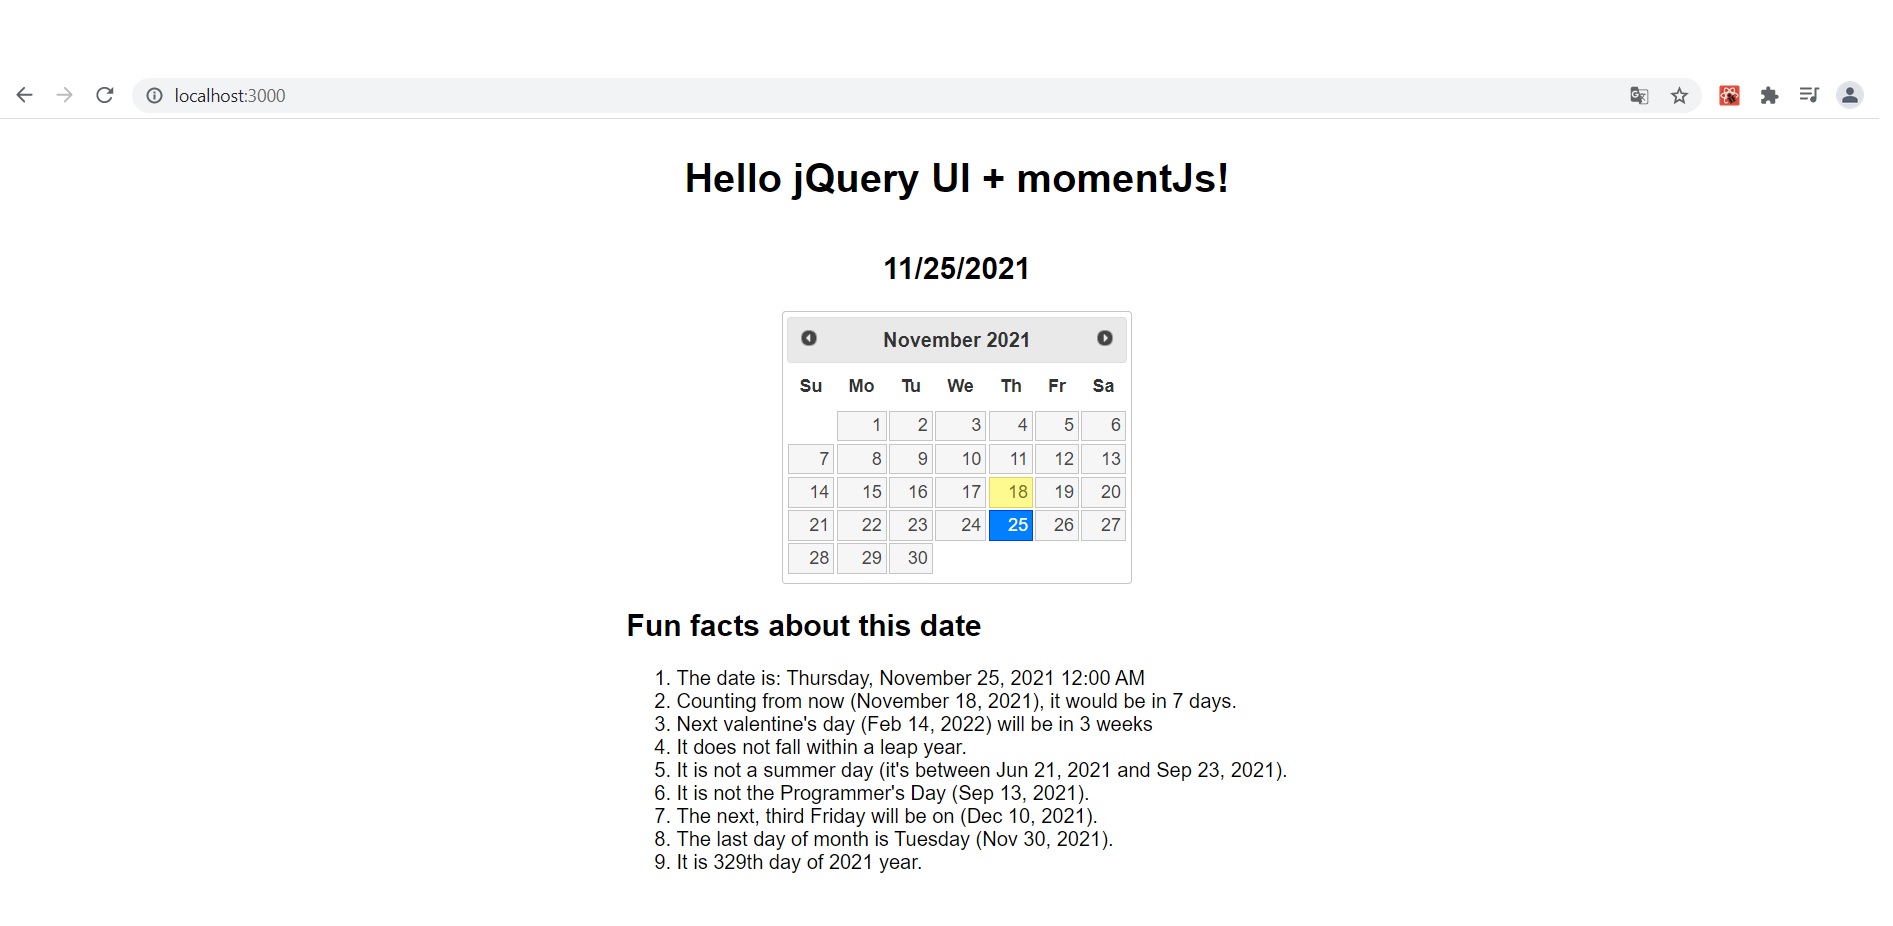 localhost:3000
Hello jQuery UI + momentJs!
11/25/2021
November 2021
Su Mo Tu We Th Fr Sa
1 2 3 4 5 6
7 8 9 10 11 12 13
14 15 16 17 18 19 20
21 22 23 24 25 26 27
28 29 30
Fun facts about this date
1. The date is: Thursday, November 25, 2021 12:00 AM
2. Counting from now (November 18, 2021), it would be in 7 days.
3. Next valentine's day (Feb 14, 2022) will be in 3 weeks
4. It does not fall within a leap year.
5. It is not a summer day (it's between Jun 21, 2021 and Sep 23, 2021).
6. It is not the Programmer's Day (Sep 13, 2021).
7. The next, third Friday will be on (Dec 10, 2021).
8. The last day of month is Tuesday (Nov 30, 2021).
9. It is 329th day of 2021 year.